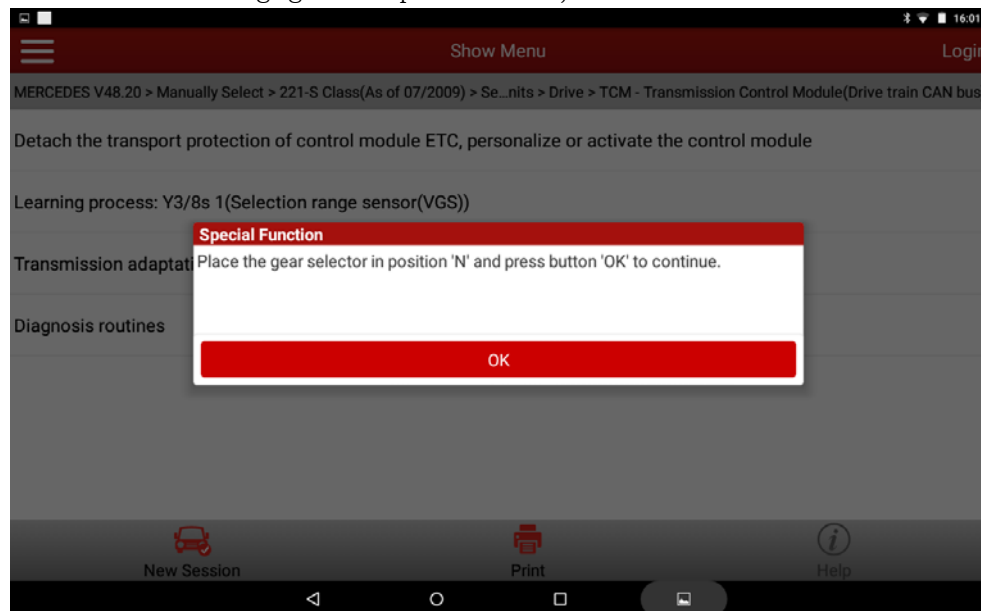 16:01
Show Menu
Login
MERCEDES V48.20 > Manually Select > 221-S Class(As of 07/2009) > Se...nits > Drive > TCM - Transmission Control Module(Drive train CAN bus
Detach the transport protection of control module ETC, personalize or activate the control module
Learning process: Y3/8s 1(Selection range sensor(VGS))
Special Function
Transmission adaptati
Place the gear selector in position 'N' and press button 'OK' to continue.
Diagnosis routines
OK
New Session
Print
Help